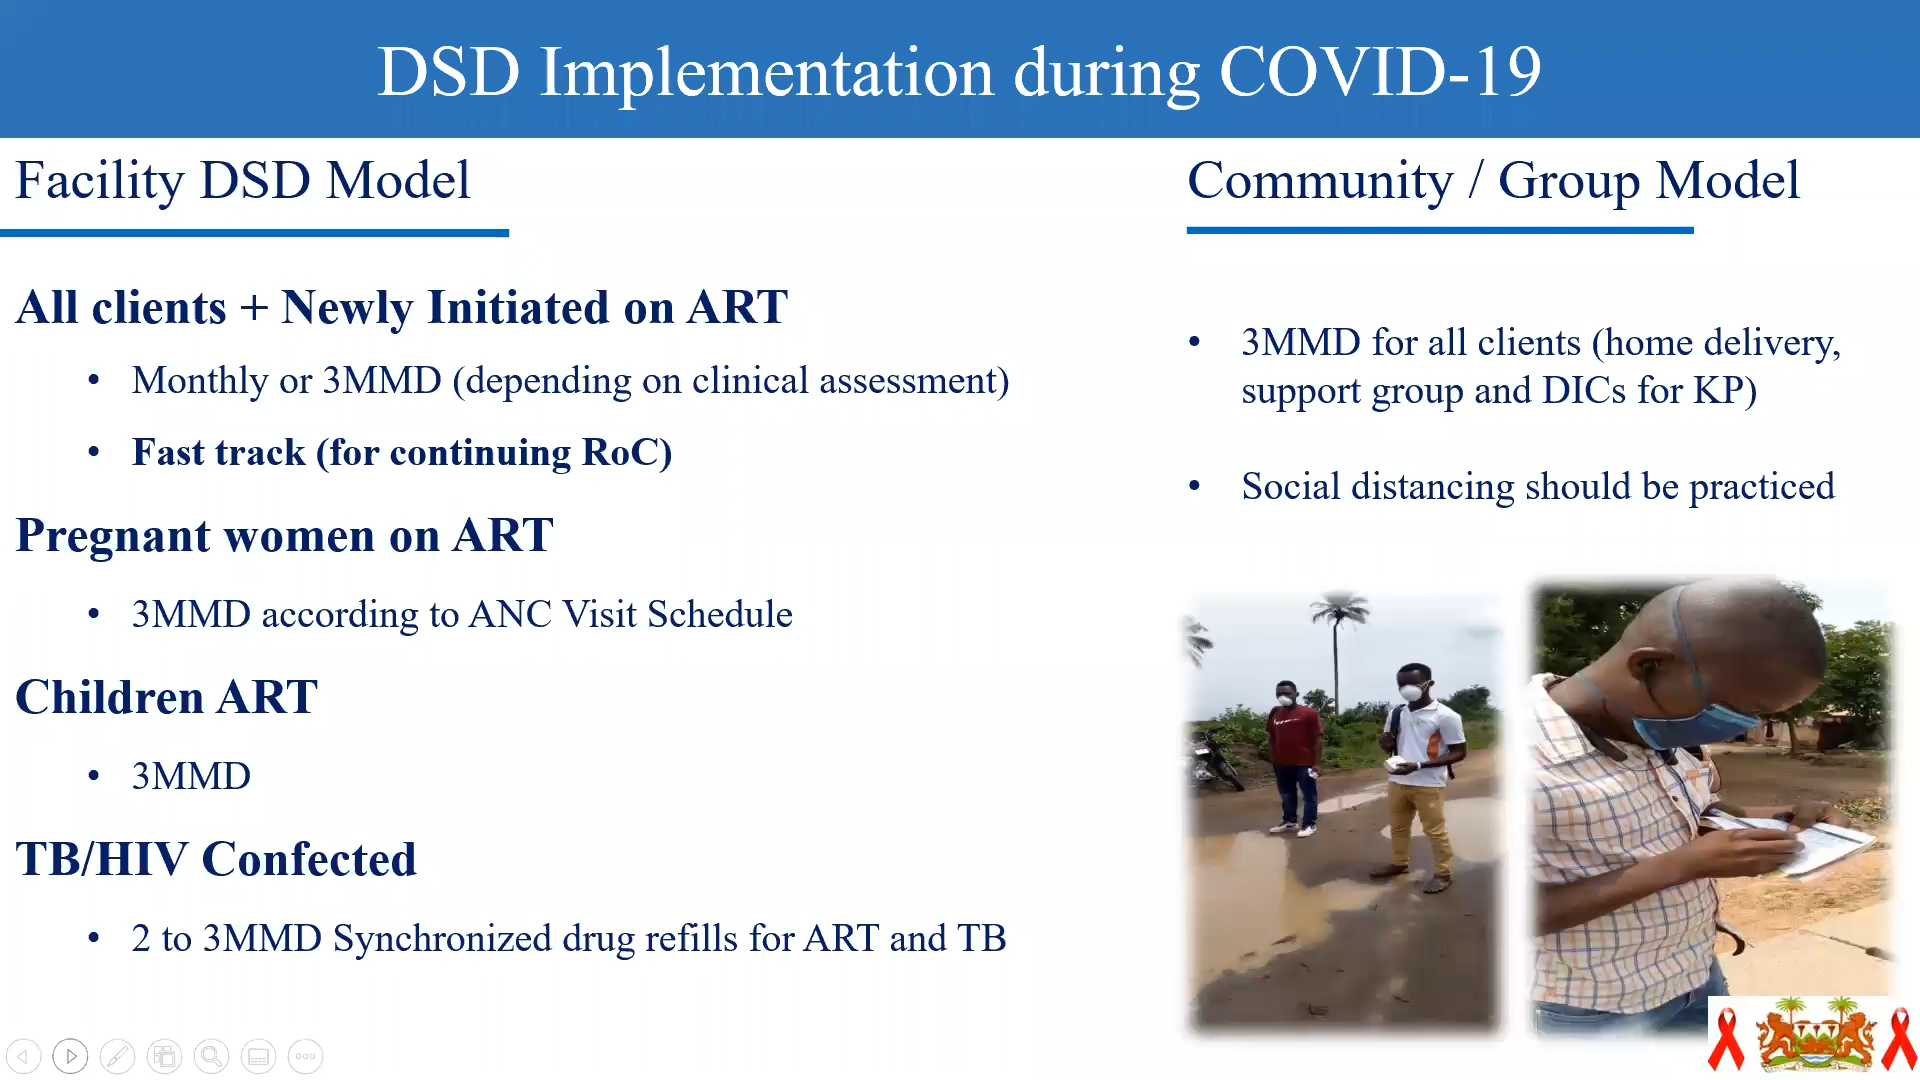 DSD Implementation during COVID-19
Facility DSD Model
All clients + Newly Initiated on ART
• Monthly or 3MMD (depending on clinical assessment)
• Fast track (for continuing RoC)
Pregnant women on ART
• 3MMD according to ANC Visit Schedule
Children ART
• 3MMD
TB/HIV Confected
• 2 to 3MMD Synchronized drug refills for ART and TB
Community / Group Model
• 3MMD for all clients (home delivery,
support group and DICs for KP)
• Social distancing should be practiced